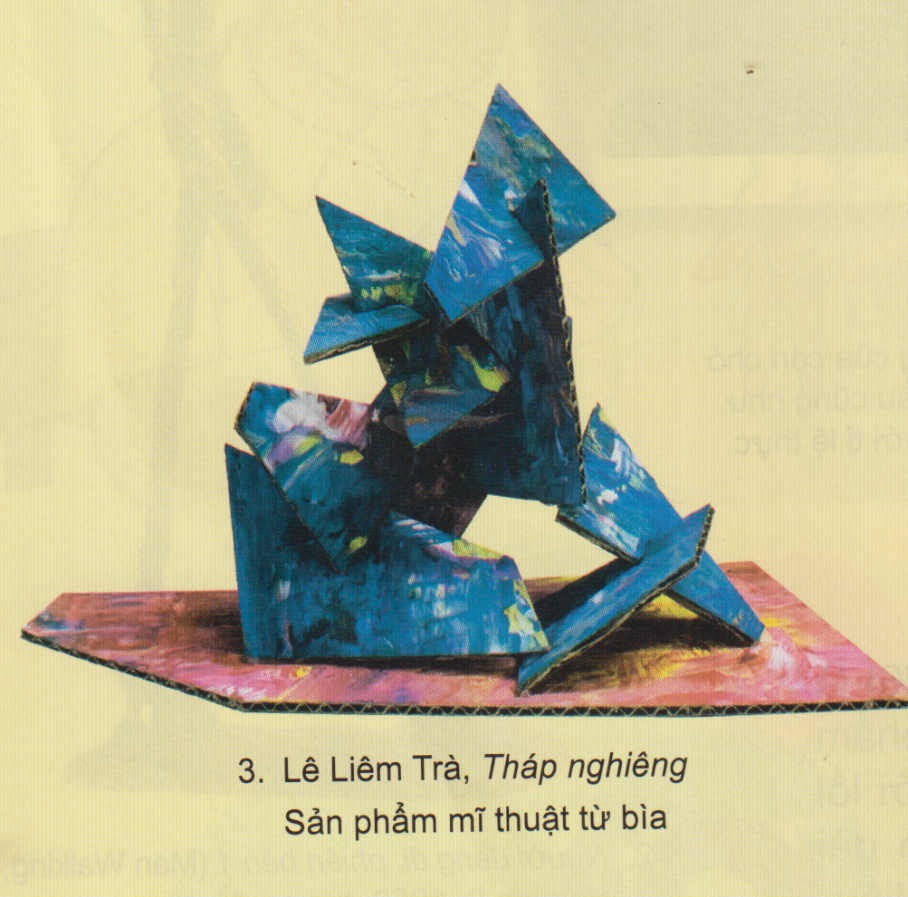 3. Lê Liêm Trà, Tháp nghiêng
Sản phẩm mĩ thuật từ bìa